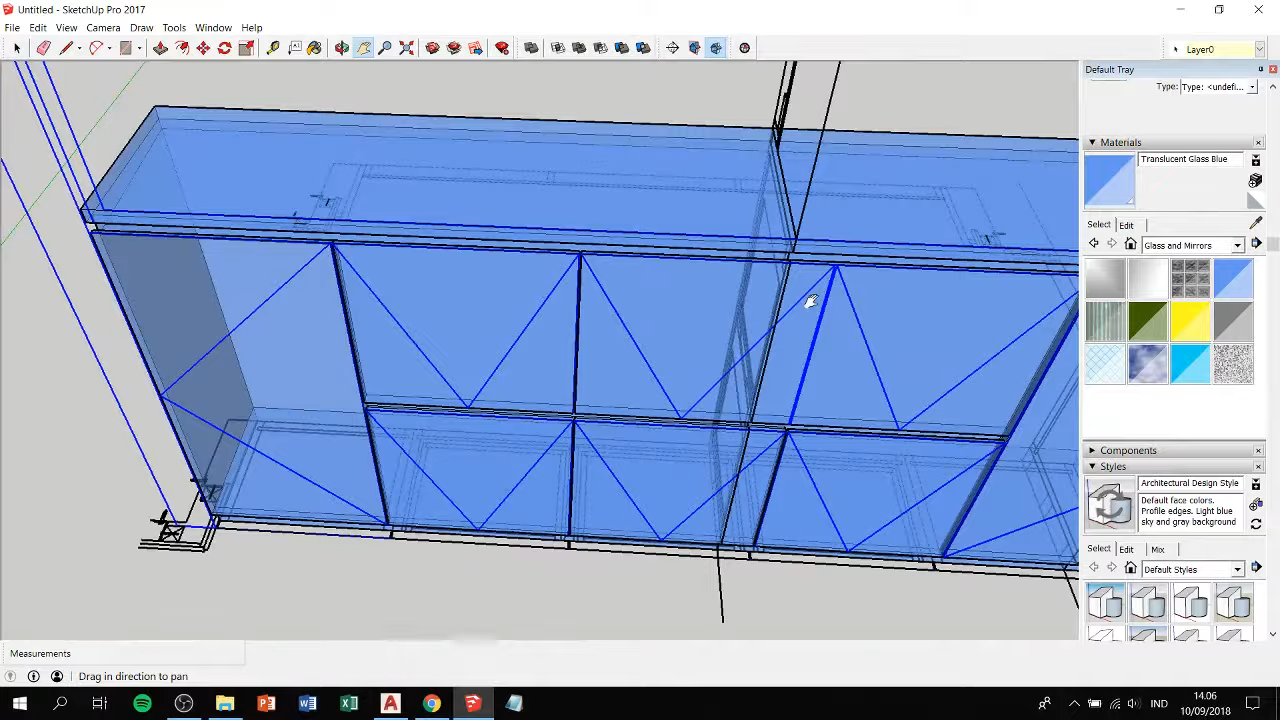 Untitled - SketchUp Pro 2017
File Edit View Camera Draw Tools Window Help
Layer0
Default Tray
Type: Type: <undefi...
Materials
Translucent Glass Blue
Select Edit
Glass and Mirrors
Components
Styles
Architectural Design Style
Default face colors.
Profile edges. Light blue
sky and gray background
Select Edit Mix
Default Styles
Measurements
Drag in direction to pan
IND
14.06
10/09/2018